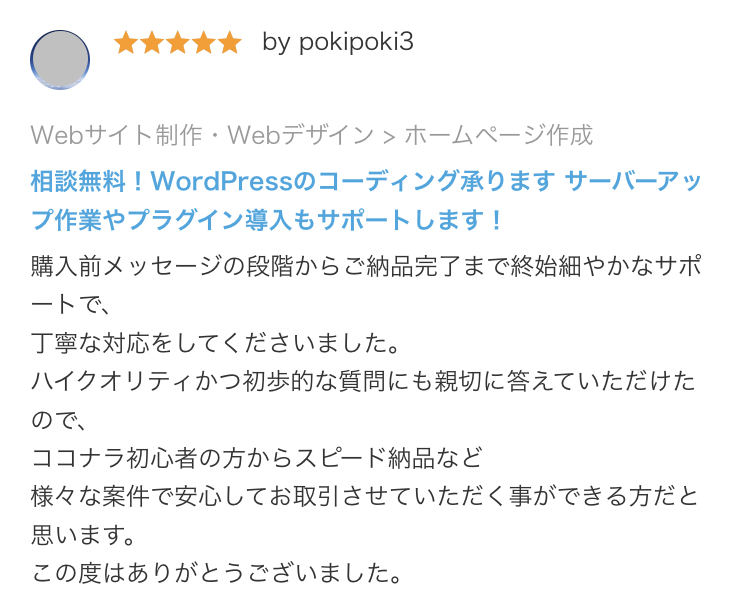 ★★★★★ by pokipoki3
Webサイト制作・Webデザイン > ホームページ作成
相談無料！WordPressのコーディング承ります サーバーアッ
プ作業やプラグイン導入もサポートします！
購入前メッセージの段階からご納品完了まで終始細やかなサポ
ートで、
丁寧な対応をしてくださいました。
ハイクオリティかつ初歩的な質問にも親切に答えていただけた
ので、
ココナラ初心者の方からスピード納品など
様々な案件で安心してお取引させていただく事ができる方だと
思います。
この度はありがとうございました。